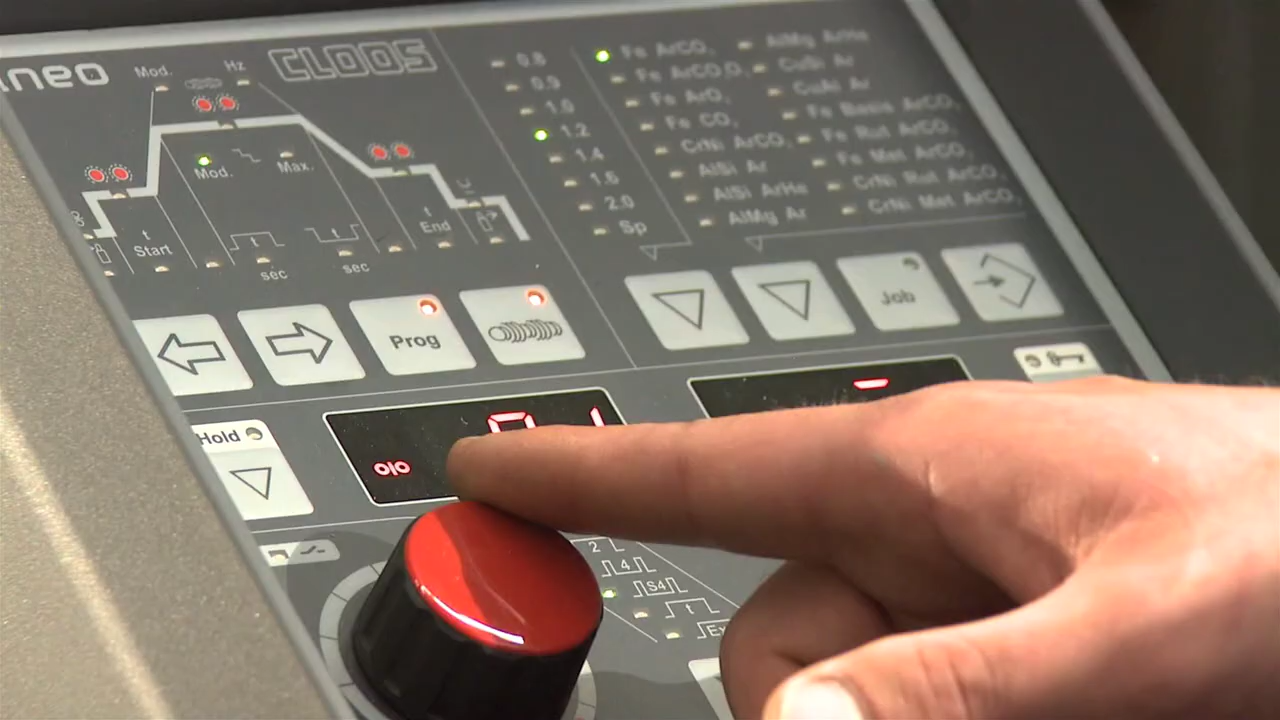 ineo
CLOOS
Mod.
Hz
Mod.
Max.
t
Start
t
sec
t
sec
t
End
0.8
0.9
1.0
1.2
1.4
1.6
2.0
Sp
Fe ArCO₂
Fe ArCO₂O₂
Fe ArO₂
Fe CO₂
CrNi ArCO₂
AlSi Ar
AlSi ArHe
AlMg Ar
AlMg ArHe
CuSi Ar
CuAl Ar
Fe Basis ArCO₂
Fe Rut ArCO₂
Fe Met ArCO₂
CrNi Rut ArCO₂
CrNi Met ArCO₂
Prog
Job
Hold
%
2
4
S4
t